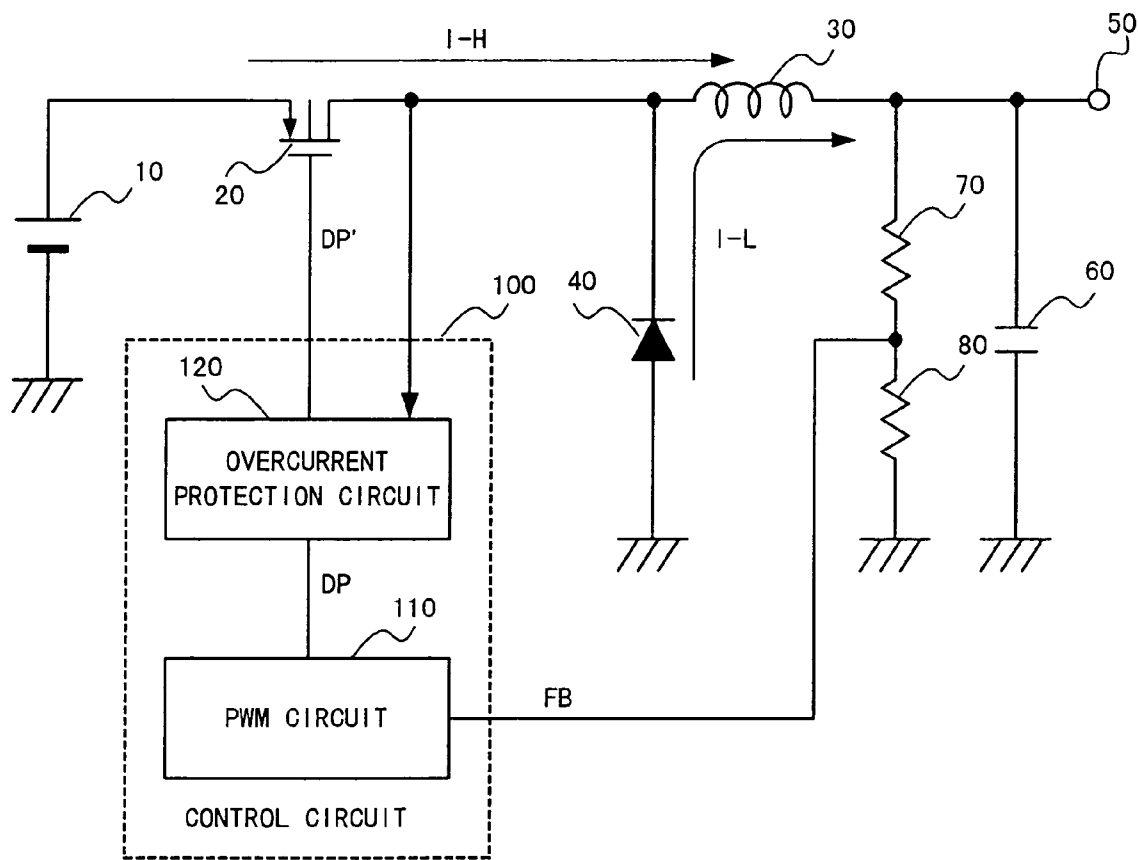 I-H
30
50
10
20
70
DP'
I-L
100
40
60
80
120
OVERCURRENT
PROTECTION CIRCUIT
DP
110
FB
PWM CIRCUIT
CONTROL CIRCUIT